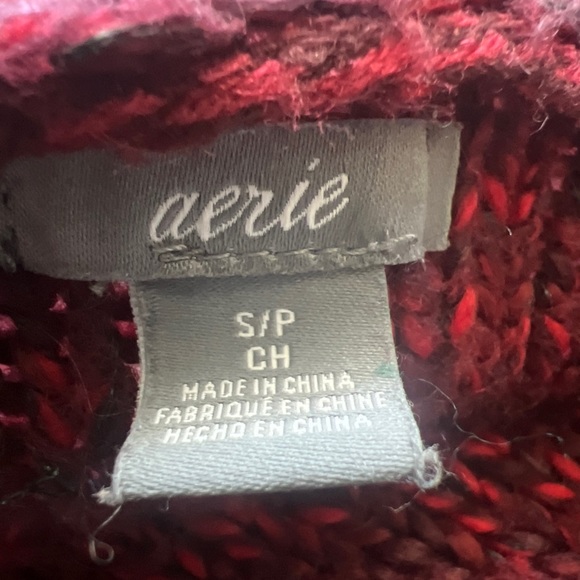 aerie
S/P
CH
MADE IN CHINA
FABRIQUÉ EN CHINE
HECHO EN CHINA